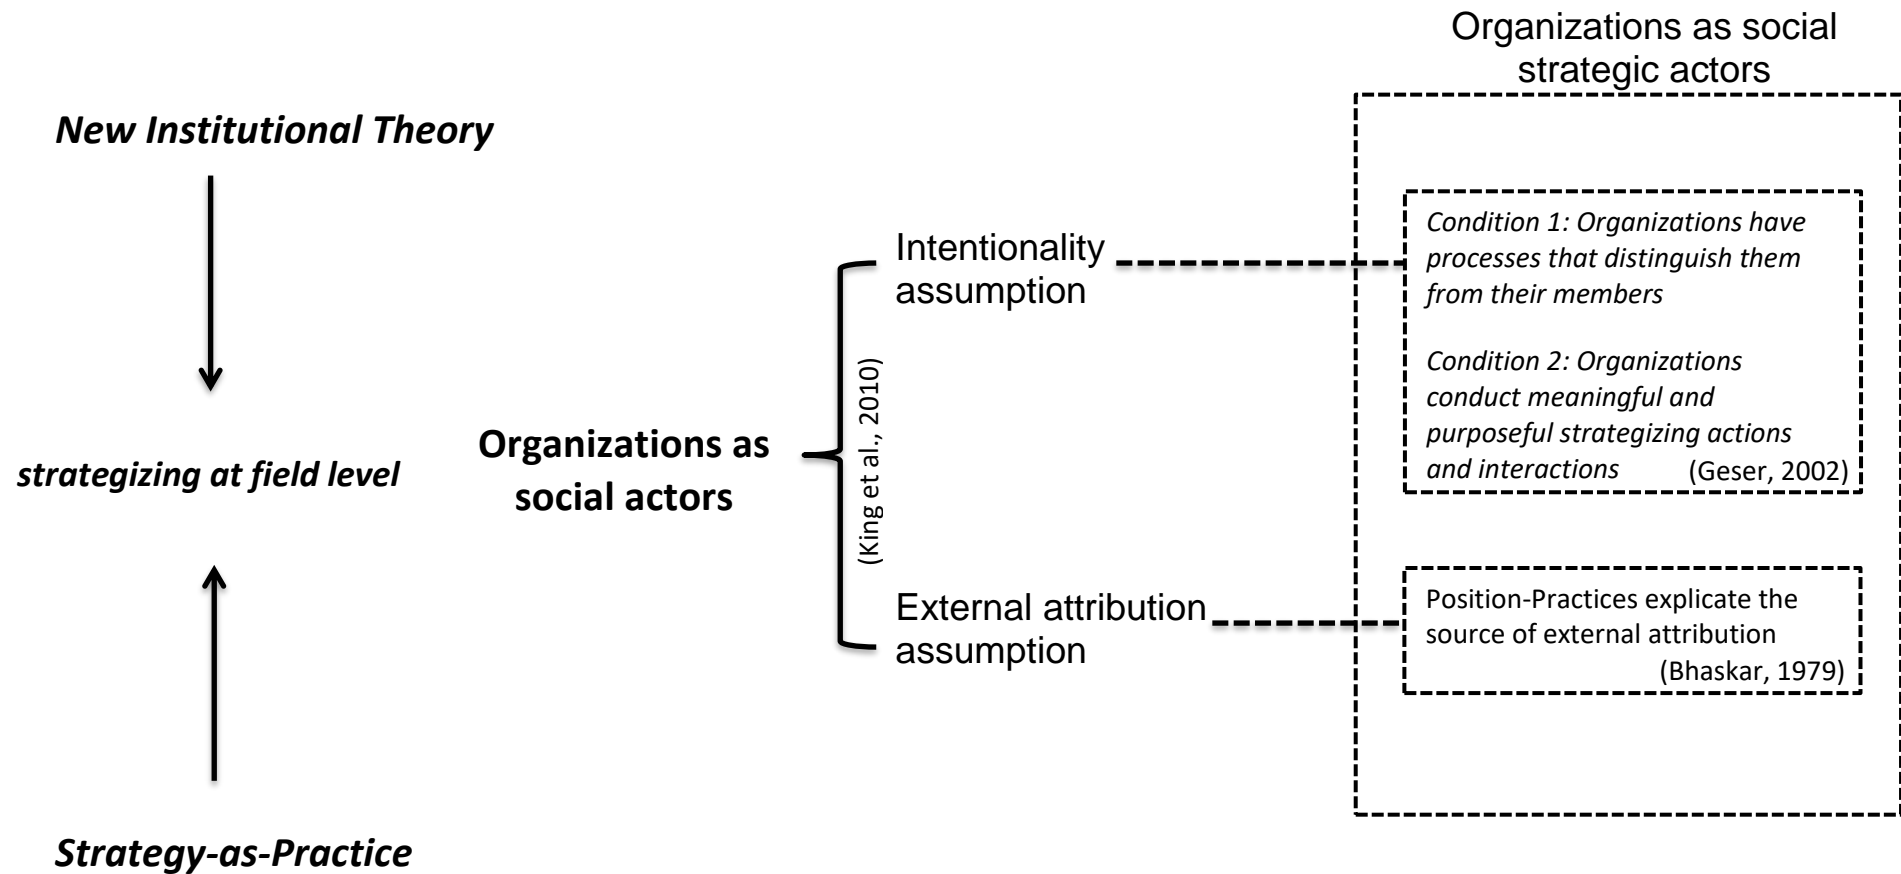 Organizations as social
strategic actors
New Institutional Theory
strategizing at field level
Strategy-as-Practice
Organizations as
social actors
(King et al., 2010)
Intentionality
assumption
External attribution
assumption
Condition 1: Organizations have
processes that distinguish them
from their members
Condition 2: Organizations
conduct meaningful and
purposeful strategizing actions
and interactions (Geser, 2002)
Position-Practices explicate the
source of external attribution
(Bhaskar, 1979)